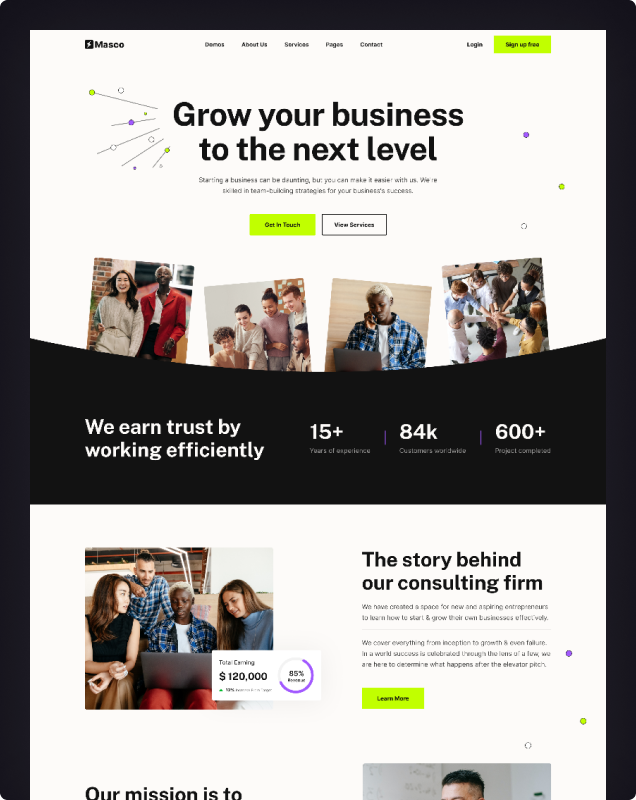 Masco
Demos About Us Services Pages Contact
Login Sign up free
Grow your business
to the next level
Starting a business can be daunting, but you can make it easier with us. We're
skilled in team-building strategies for your business's success.
Get In Touch View Services
We earn trust by
working efficiently
15+ 84k 600+
Years of experience Customers worldwide Project completed
The story behind
our consulting firm
We have created a space for new and aspiring entrepreneurs
to learn how to start & grow their own businesses effectively.
We cover everything from inception to growth & even failure.
In a world success is celebrated through the lens of a few, we
are here to determine what happens after the elevator pitch.
Learn More
Total Earning
$ 120,000
85%
Our mission is to